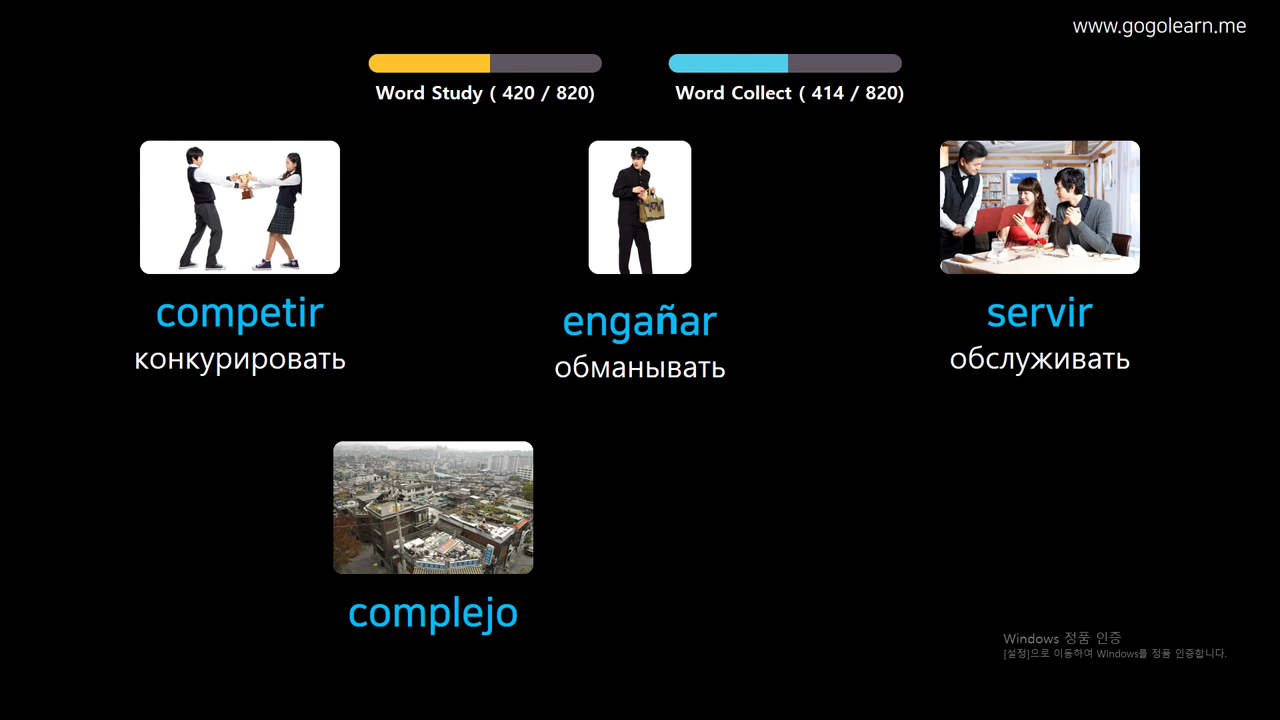 www.gogolearn.me
Word Study ( 420 / 820)
Word Collect ( 414 / 820)
competir
конкурировать
engañar
обманывать
servir
обслуживать
complejo
Windows 정품 인증
[설정]으로 이동하여 Windows를 정품 인증합니다.